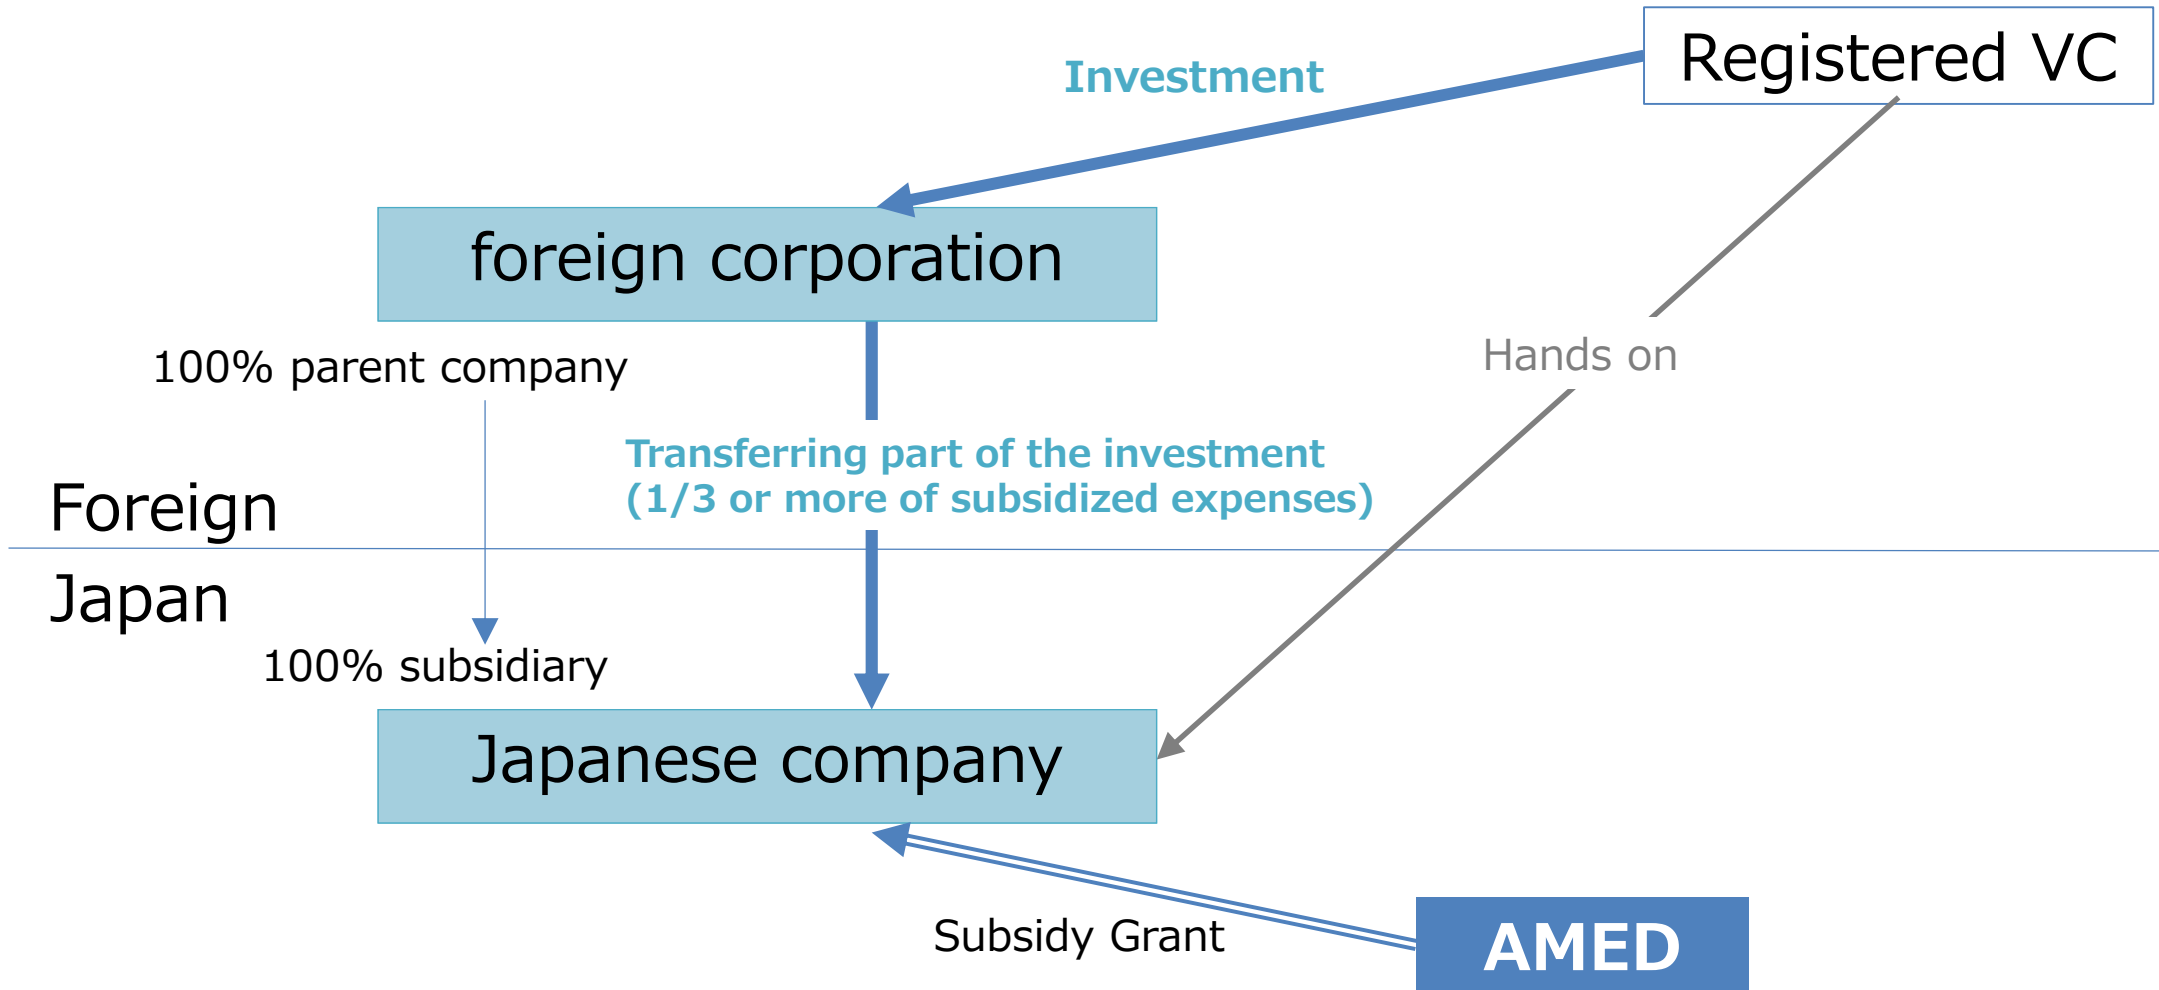 Registered VC
Investment
foreign corporation
Hands on
100% parent company
Transferring part of the investment
(1/3 or more of subsidized expenses)
Foreign
Japan
100% subsidiary
Japanese company
Subsidy Grant
AMED